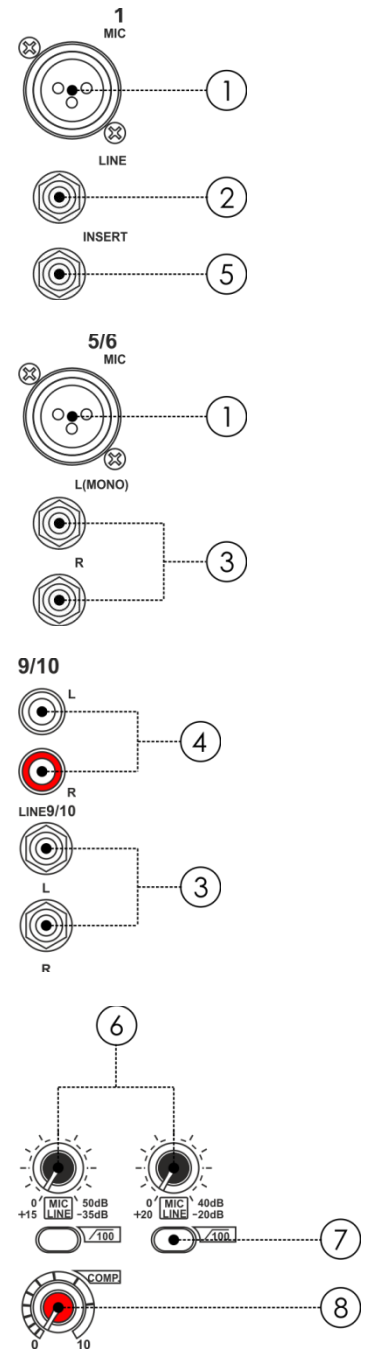 1
MIC
1
LINE
2
INSERT
5
5/6
MIC
1
L(MONO)
R
3
9/10
L
4
R
LINE9/10
L
3
R
6
0 MIC 50dB
+15 LINE -35dB
0 MIC 40dB
+20 LINE -20dB
100
100
7
COMP
8
0 10